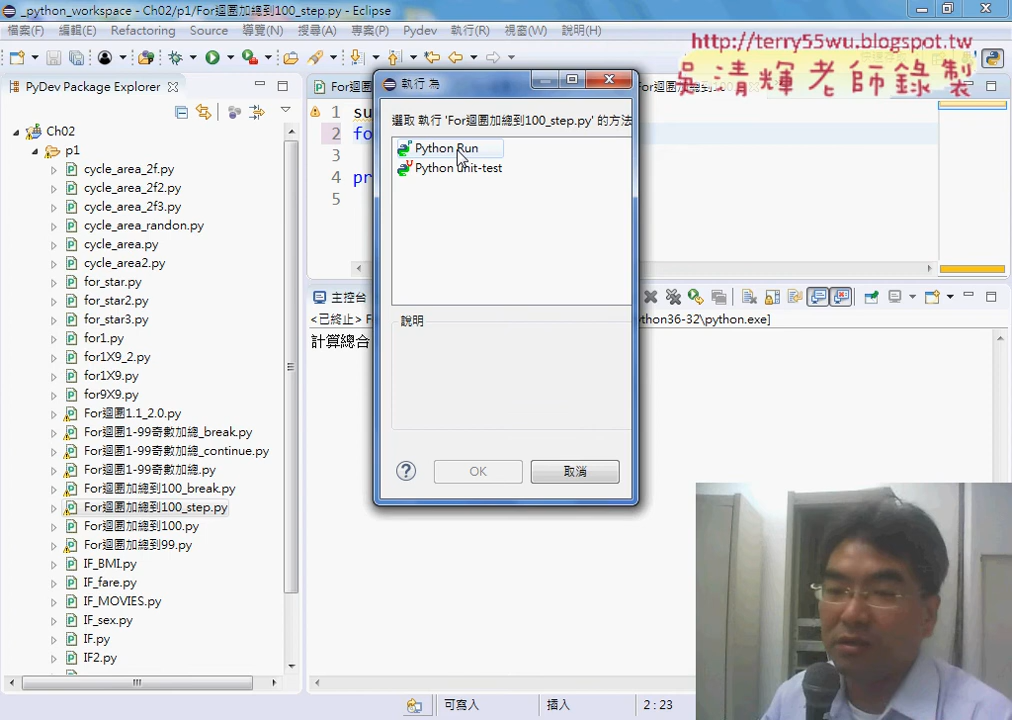 _python_workspace - Ch02/p1/For迴圈加總到100_step.py - Eclipse
檔案(F) 編輯(E) Refactoring Source 導覽(N) 搜尋(A) 專案(P) Pydev 執行(R) 視窗(W) 說明(H)
http://terry55wu.blogspot.tw
吳清輝老師錄製
PyDev Package Explorer
Ch02
p1
cycle_area_2f.py
cycle_area_2f2.py
cycle_area_2f3.py
cycle_area_randon.py
cycle_area.py
cycle_area2.py
for_star.py
for_star2.py
for_star3.py
for1.py
for1X9_2.py
for1X9.py
for9X9.py
For迴圈1.1_2.0.py
For迴圈1-99奇數加總_break.py
For迴圈1-99奇數加總_continue.py
For迴圈1-99奇數加總.py
For迴圈加總到100_break.py
For迴圈加總到100_step.py
For迴圈加總到100.py
For迴圈加總到99.py
IF_BMI.py
IF_fare.py
IF_MOVIES.py
IF_sex.py
IF.py
IF2.py
For迴
1 su
2 fo
3
4 pr
5
執行為
選取 執行 'For迴圈加總到100_step.py' 的方法
Python Run
Python unit-test
說明
OK
取消
主控台
<已終止> F
ython36-32\python.exe]
計算總合
可寫入
插入
2 : 23